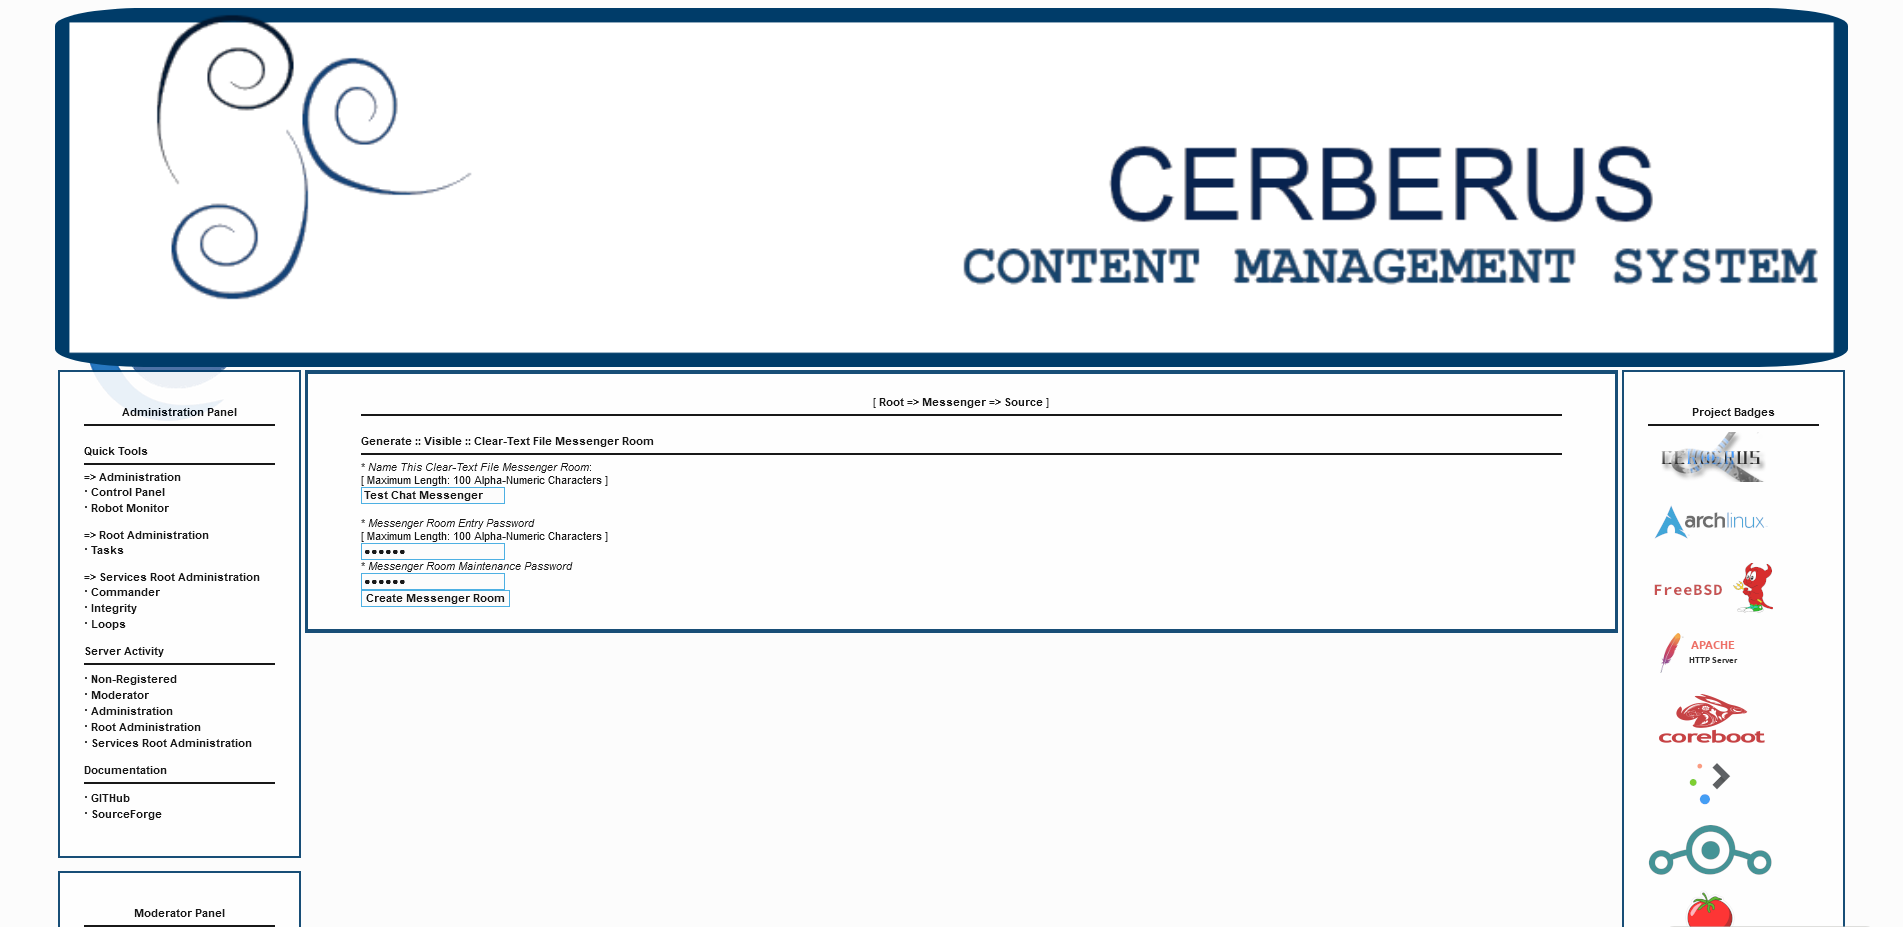 CERBERUS
CONTENT MANAGEMENT SYSTEM
Administration Panel
Quick Tools
=> Administration
· Control Panel
· Robot Monitor
=> Root Administration
· Tasks
=> Services Root Administration
· Commander
· Integrity
· Loops
Server Activity
· Non-Registered
· Moderator
· Administration
· Root Administration
· Services Root Administration
Documentation
· GITHub
· SourceForge
Moderator Panel
[ Root => Messenger => Source ]
Generate :: Visible :: Clear-Text File Messenger Room
* Name This Clear-Text File Messenger Room:
[ Maximum Length: 100 Alpha-Numeric Characters ]
Test Chat Messenger
* Messenger Room Entry Password
[ Maximum Length: 100 Alpha-Numeric Characters ]
••••••
* Messenger Room Maintenance Password
••••••
Create Messenger Room
Project Badges
CERBERUS
archlinux
FreeBSD
APACHE
HTTP Server
coreboot